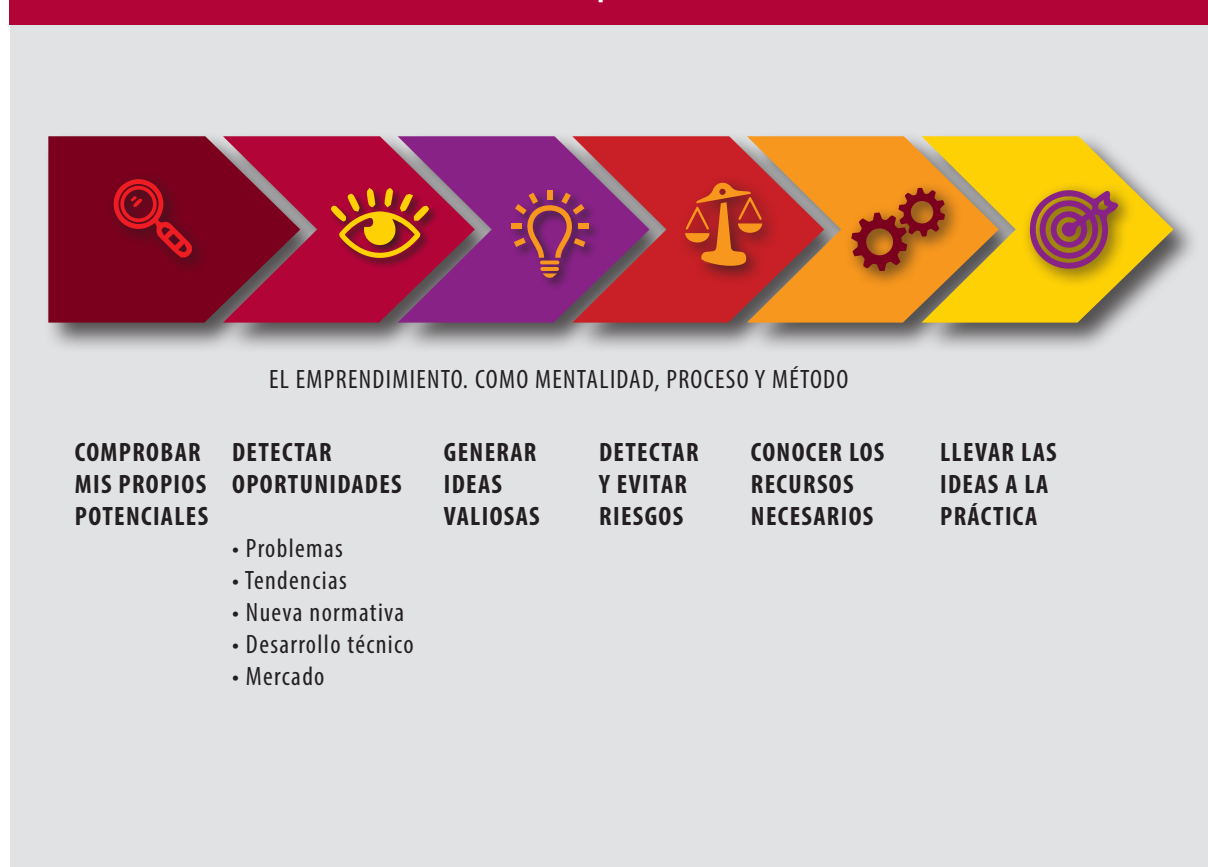 EL EMPRENDIMIENTO. COMO MENTALIDAD, PROCESO Y MÉTODO
COMPROBAR
MIS PROPIOS
POTENCIALES
DETECTAR
OPORTUNIDADES
• Problemas
• Tendencias
• Nueva normativa
• Desarrollo técnico
• Mercado
GENERAR
IDEAS
VALIOSAS
DETECTAR
Y EVITAR
RIESGOS
CONOCER LOS
RECURSOS
NECESARIOS
LLEVAR LAS
IDEAS A LA
PRÁCTICA